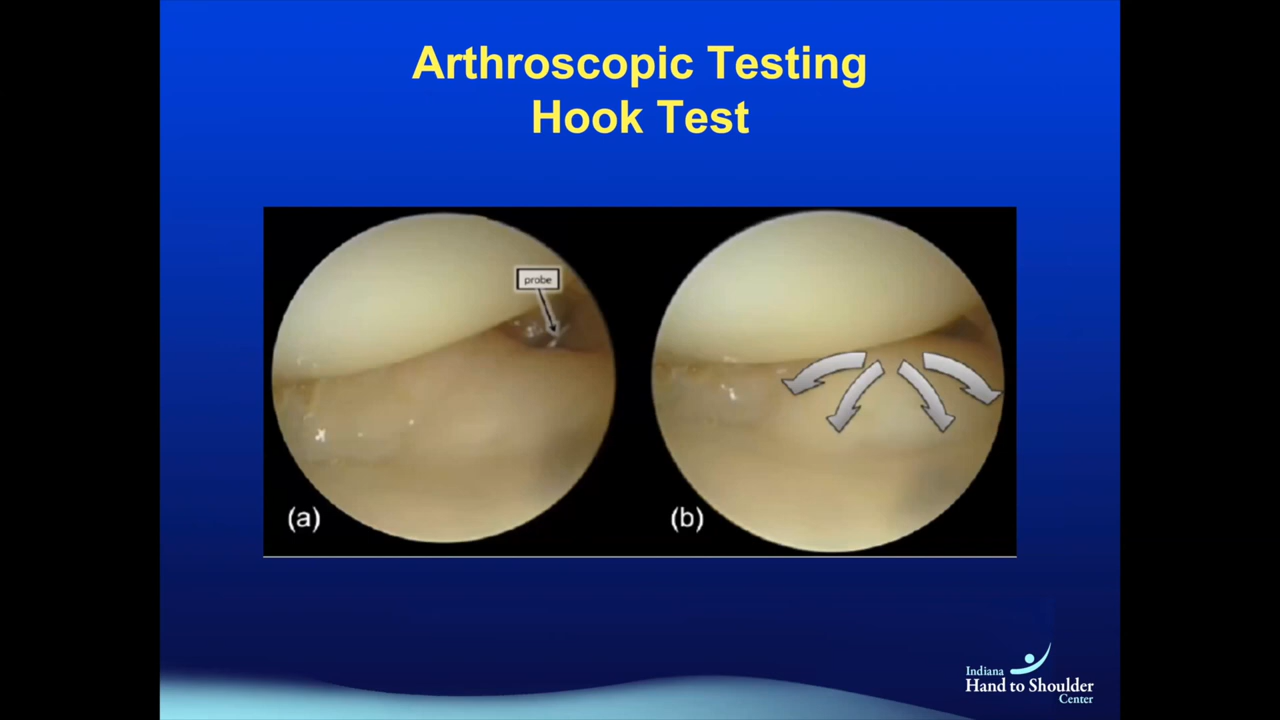 Arthroscopic Testing
Hook Test
probe
(a)
(b)
Indiana
Hand to Shoulder
Center